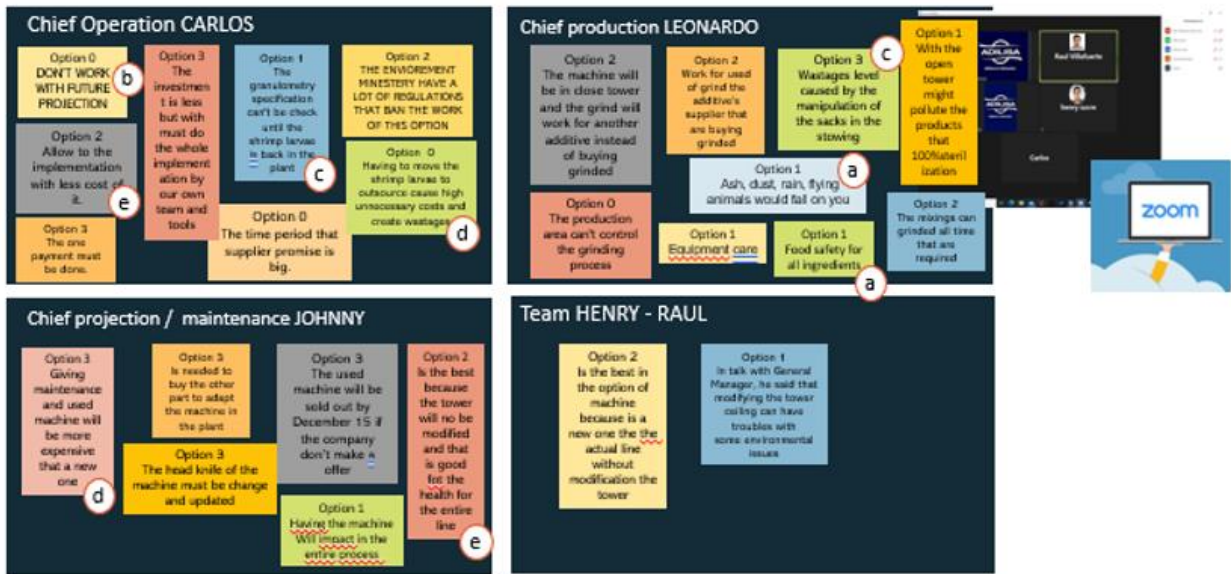 Chief Operation CARLOS
Option 0
DON'T WORK
WITH FUTURE
PROJECTION
b
Option 2
Allow to the
implementation
with less cost of
it.
e
Option 3
The one
payment must
be done.
Option 3
The
investmen
t is less
but with
must do
the whole
implement
ation by
our own
team and
tools
Option 1
The
granulometry
specification
can't be check
until the
shrimp larvae
is back in the
plant
c
Option 0
The time period that
supplier promise is
big.
Option 2
THE ENVIOREMENT
MINESTERY HAVE A
LOT OF REGULATIONS
THAT BAN THE WORK
OF THIS OPTION
Option 0
Having to move the
shrimp larvae to
outsource cause high
unnecessary costs and
create wastages
d
Chief production LEONARDO
Option 2
The machine will
be in close tower
and the grind will
work for another
additive instead
of buying
grinded
Option 0
The production
area can't control
the grinding
process
Option 2
Work for used
of grind the
additive's
supplier that
are buying
grinded
Option 3
Wastages level
caused by the
manipulation of
the sacks in the
stowing
c
a
Option 1
Ash, dust, rain, flying
animals would fall on you
Option 1
Equipment care
Option 1
Food safety for
all ingredients
a
Option 1
With the
open
tower
might
pollute the
products
that
100%steril
ization
Option 2
The mixings can
grinded all time
that are
required
Raul Villafuerte
Carlos
zoom
Chief projection / maintenance JOHNNY
Option 3
Giving
maintenance
and used
machine will
be more
expensive
that a new
one
d
Option 3
Is needed to
buy the other
part to adapt
the machine in
the plant
Option 3
The head knife of the
machine must be change
and updated
Option 3
The used
machine will be
sold out by
December 15 if
the company
don't make a
offer
Option 1
Having the machine
Will impact in the
entire process
Option 2
Is the best
because
the tower
will no be
modified
and that
is good
fot the
health for
the entire
line
e
Team HENRY - RAUL
Option 2
Is the best in
the option of
machine
because is a
new one the the
actual line
without
modification the
tower
Option 1
In talk with General
Manager, he said that
modifying the tower
ceiling can have
troubles with
some environmental
issues